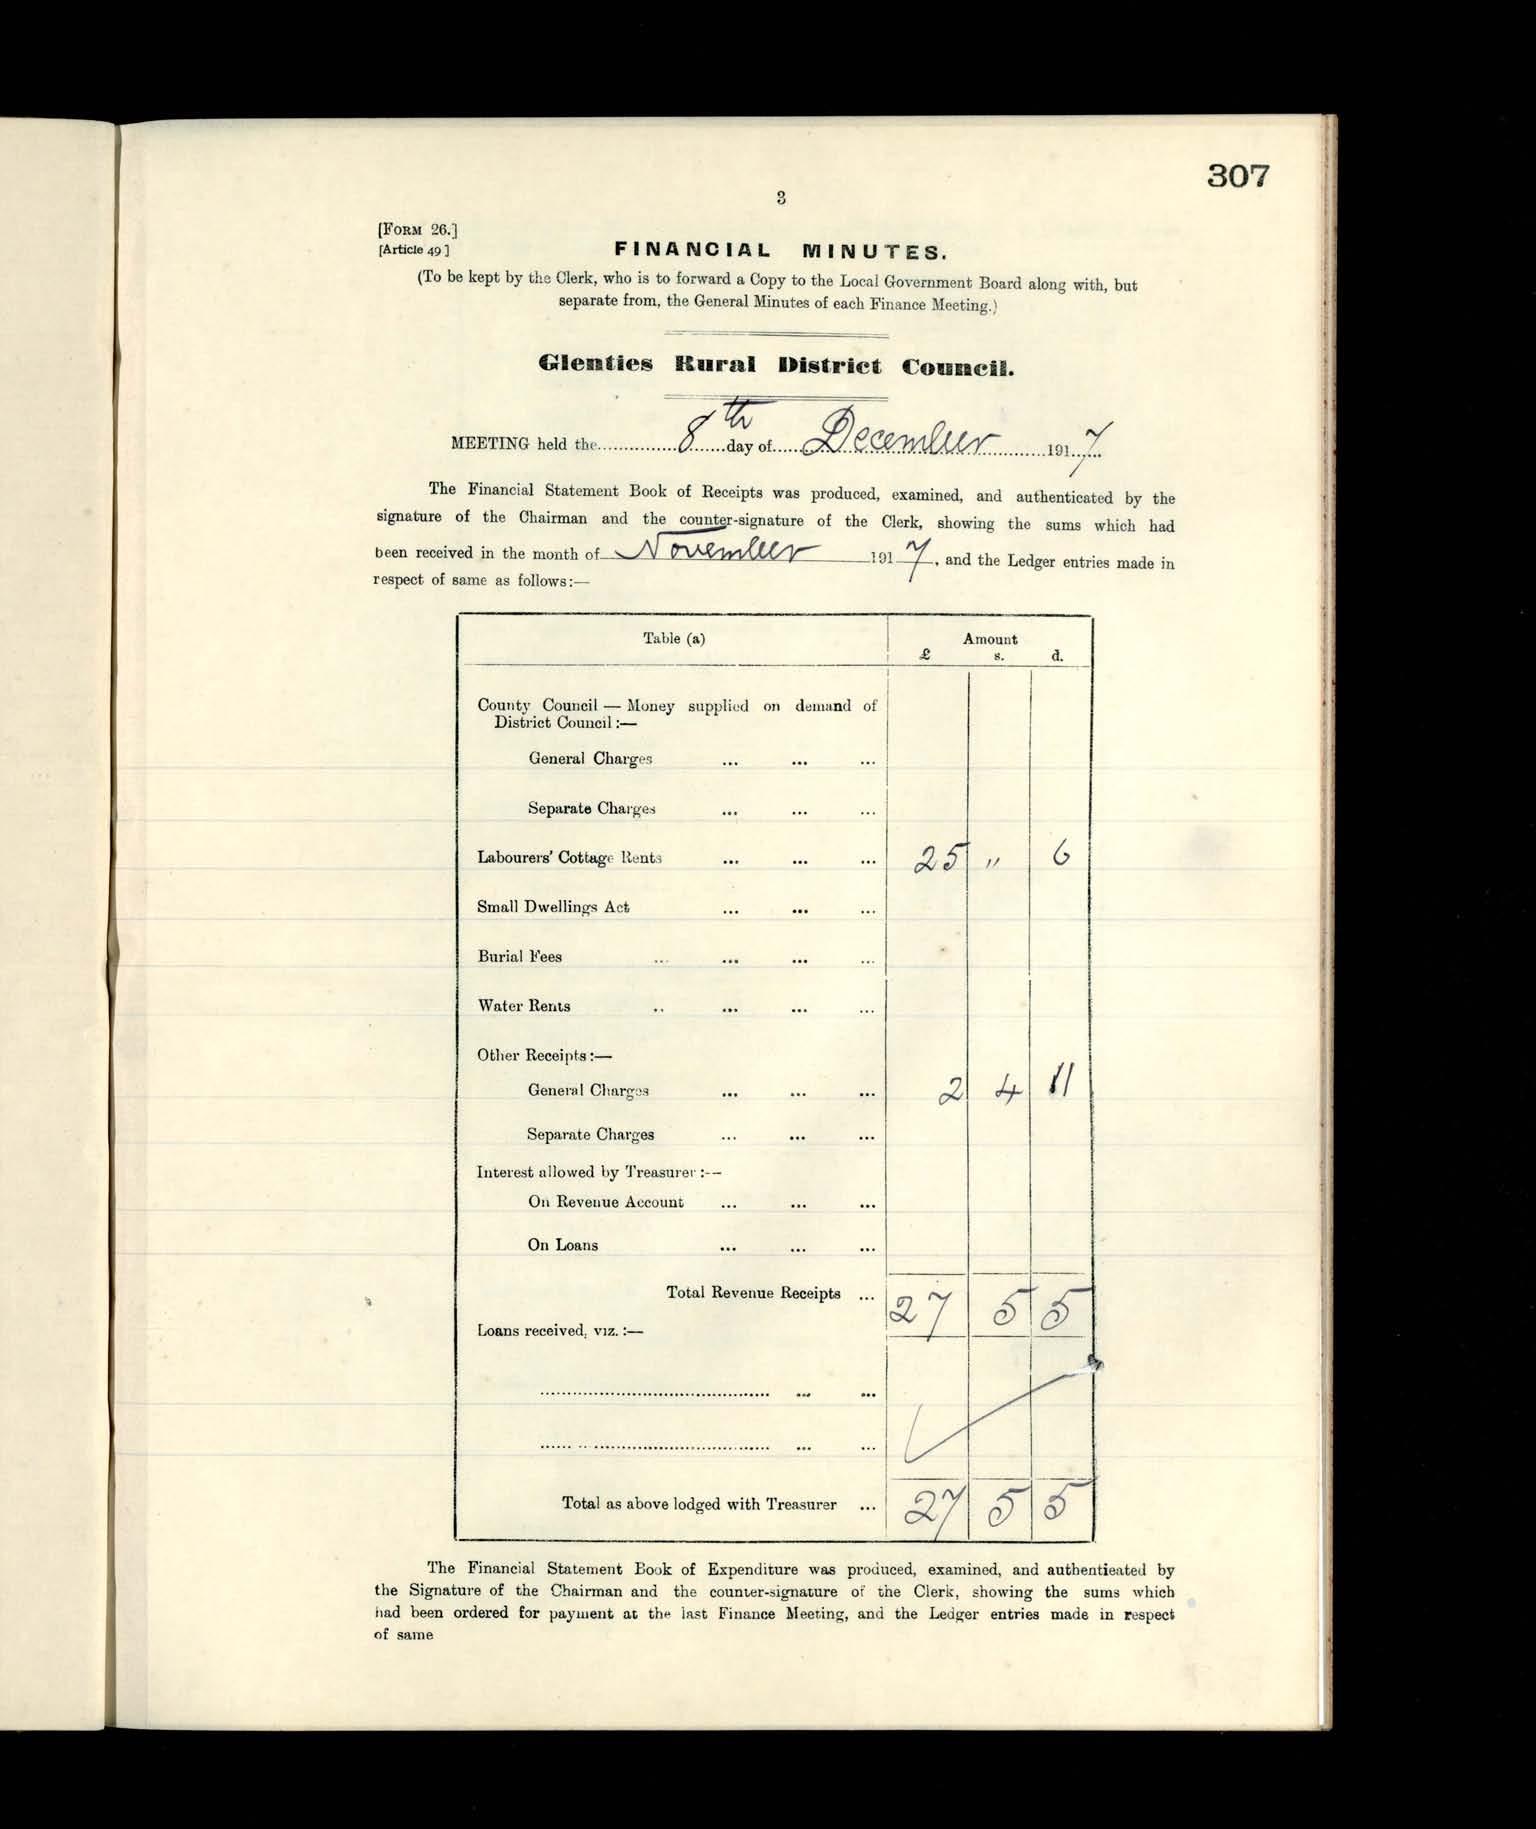 307
3
[FORM 26.]
[Article 49]
FINANCIAL MINUTES.
(To be kept by the Clerk, who is to forward a Copy to the Local Government Board along with, but
separate from, the General Minutes of each Finance Meeting.)
Glenties Rural District Council.
MEETING held the 8th day of December 1917
The Financial Statement Book of Receipts was produced, examined, and authenticated by the
signature of the Chairman and the counter-signature of the Clerk, showing the sums which had
been received in the month of November 1917, and the Ledger entries made in
respect of same as follows:—
Table (a) Amount
£ s. d.
County Council — Money supplied on demand of
District Council:—
General Charges ... ... ...
Separate Charges ... ... ...
Labourers' Cottage Rents ... ... ... 25 " 6
Small Dwellings Act ... ... ...
Burial Fees ... ... ... ...
Water Rents .. ... ... ...
Other Receipts:—
General Charges ... ... ... 2 4 11
Separate Charges ... ... ...
Interest allowed by Treasurer:—
On Revenue Account ... ... ...
On Loans ... ... ...
Total Revenue Receipts ... 27 5 5
Loans received, viz.:—
Total as above lodged with Treasurer ... 27 5 5
The Financial Statement Book of Expenditure was produced, examined, and authenticated by
the Signature of the Chairman and the counter-signature of the Clerk, showing the sums which
had been ordered for payment at the last Finance Meeting, and the Ledger entries made in respect
of same